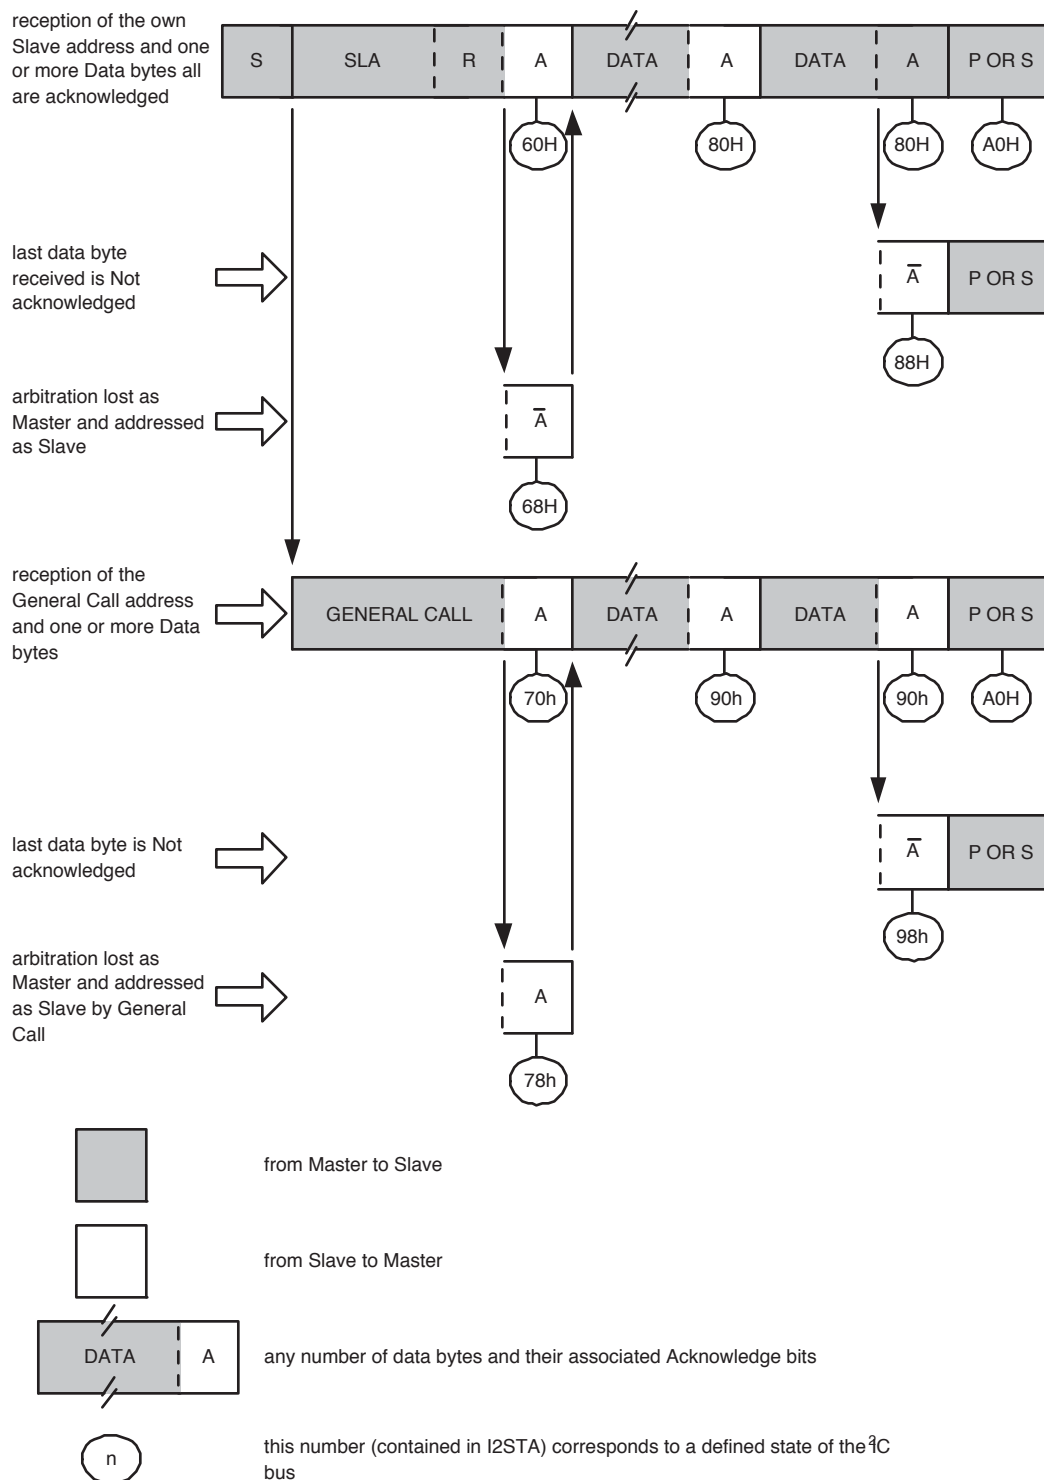 reception of the own
Slave address and one
or more Data bytes all
are acknowledged
S SLA R A DATA A DATA A P OR S
60H 80H 80H A0H
last data byte
received is Not
acknowledged
A̅ P OR S
88H
arbitration lost as
Master and addressed
as Slave
A̅
68H
reception of the
General Call address
and one or more Data
bytes
GENERAL CALL A DATA A DATA A P OR S
70h 90h 90h A0H
last data byte is Not
acknowledged
A̅ P OR S
98h
arbitration lost as
Master and addressed
as Slave by General
Call
A
78h
from Master to Slave
from Slave to Master
DATA A any number of data bytes and their associated Acknowledge bits
n this number (contained in I2STA) corresponds to a defined state of the I²C
bus